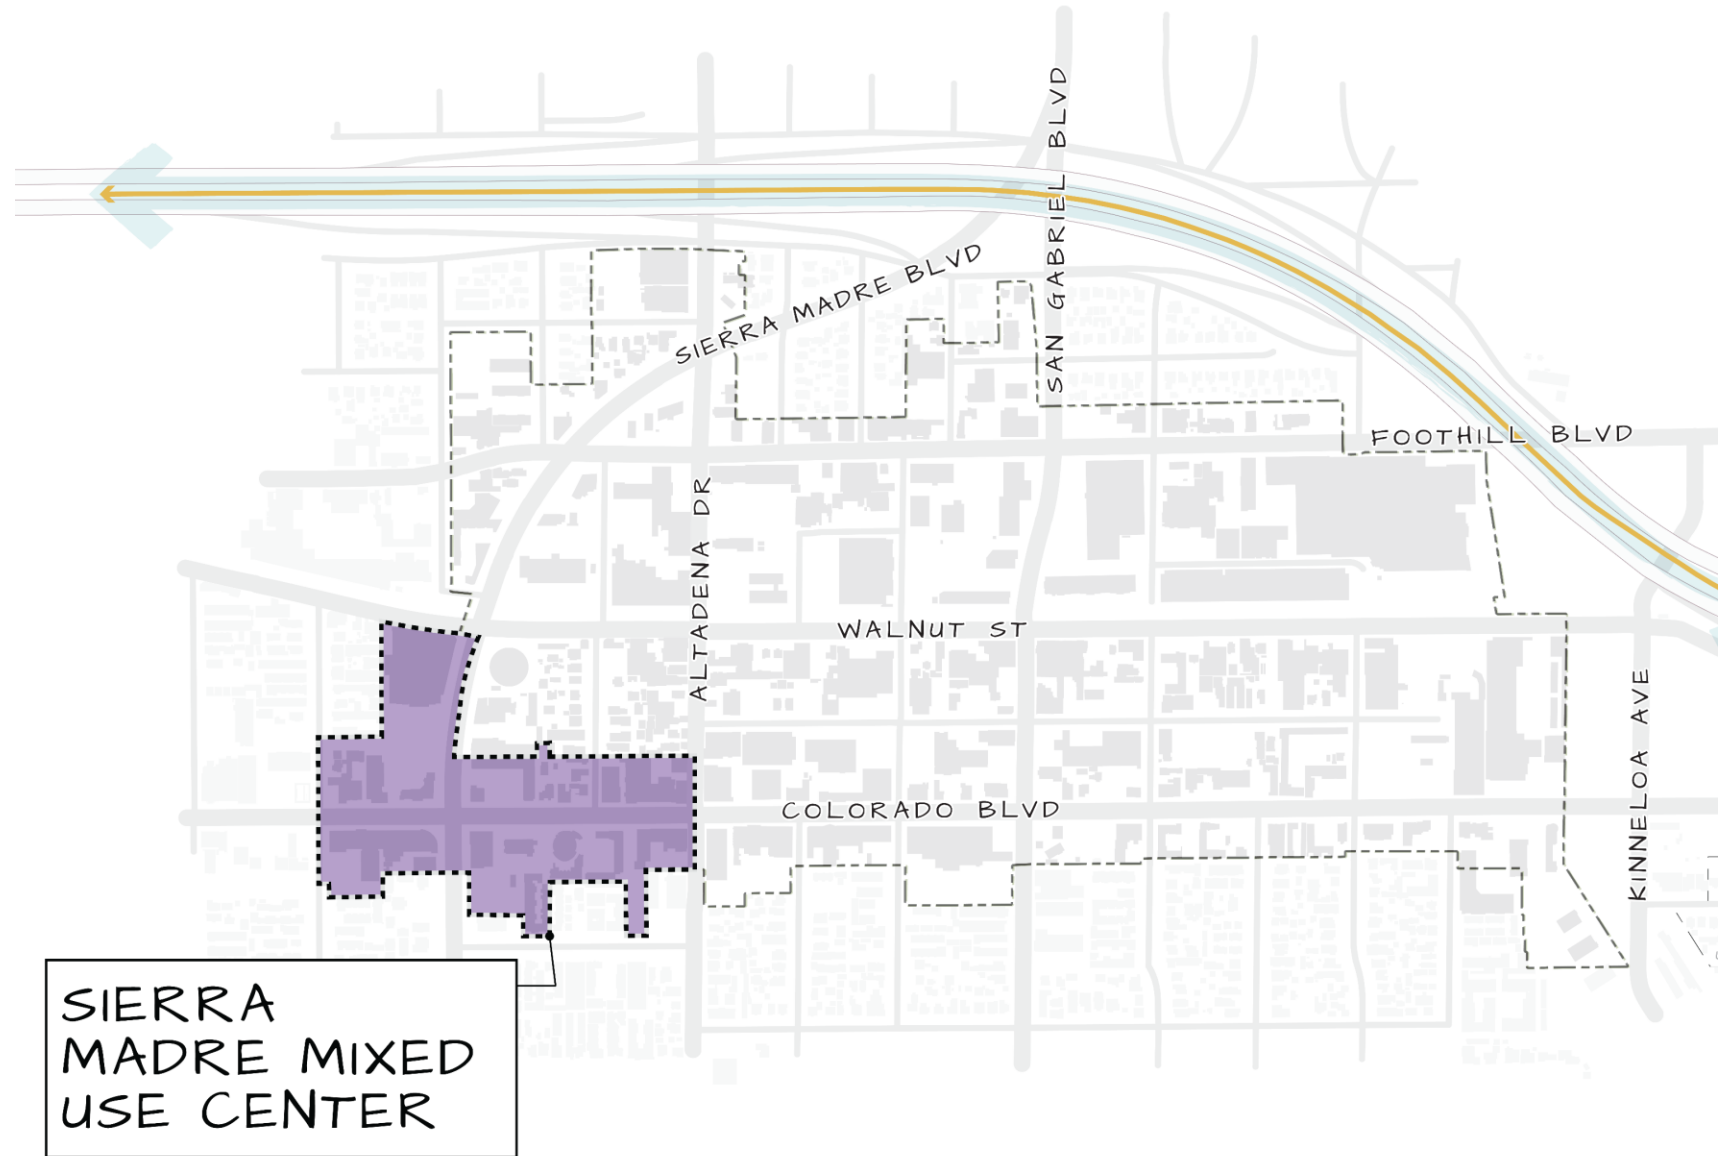 SAN GABRIEL BLVD
SIERRA MADRE BLVD
FOOTHILL BLVD
ALTADENA DR
WALNUT ST
COLORADO BLVD
KINNELOA AVE
SIERRA
MADRE MIXED
USE CENTER